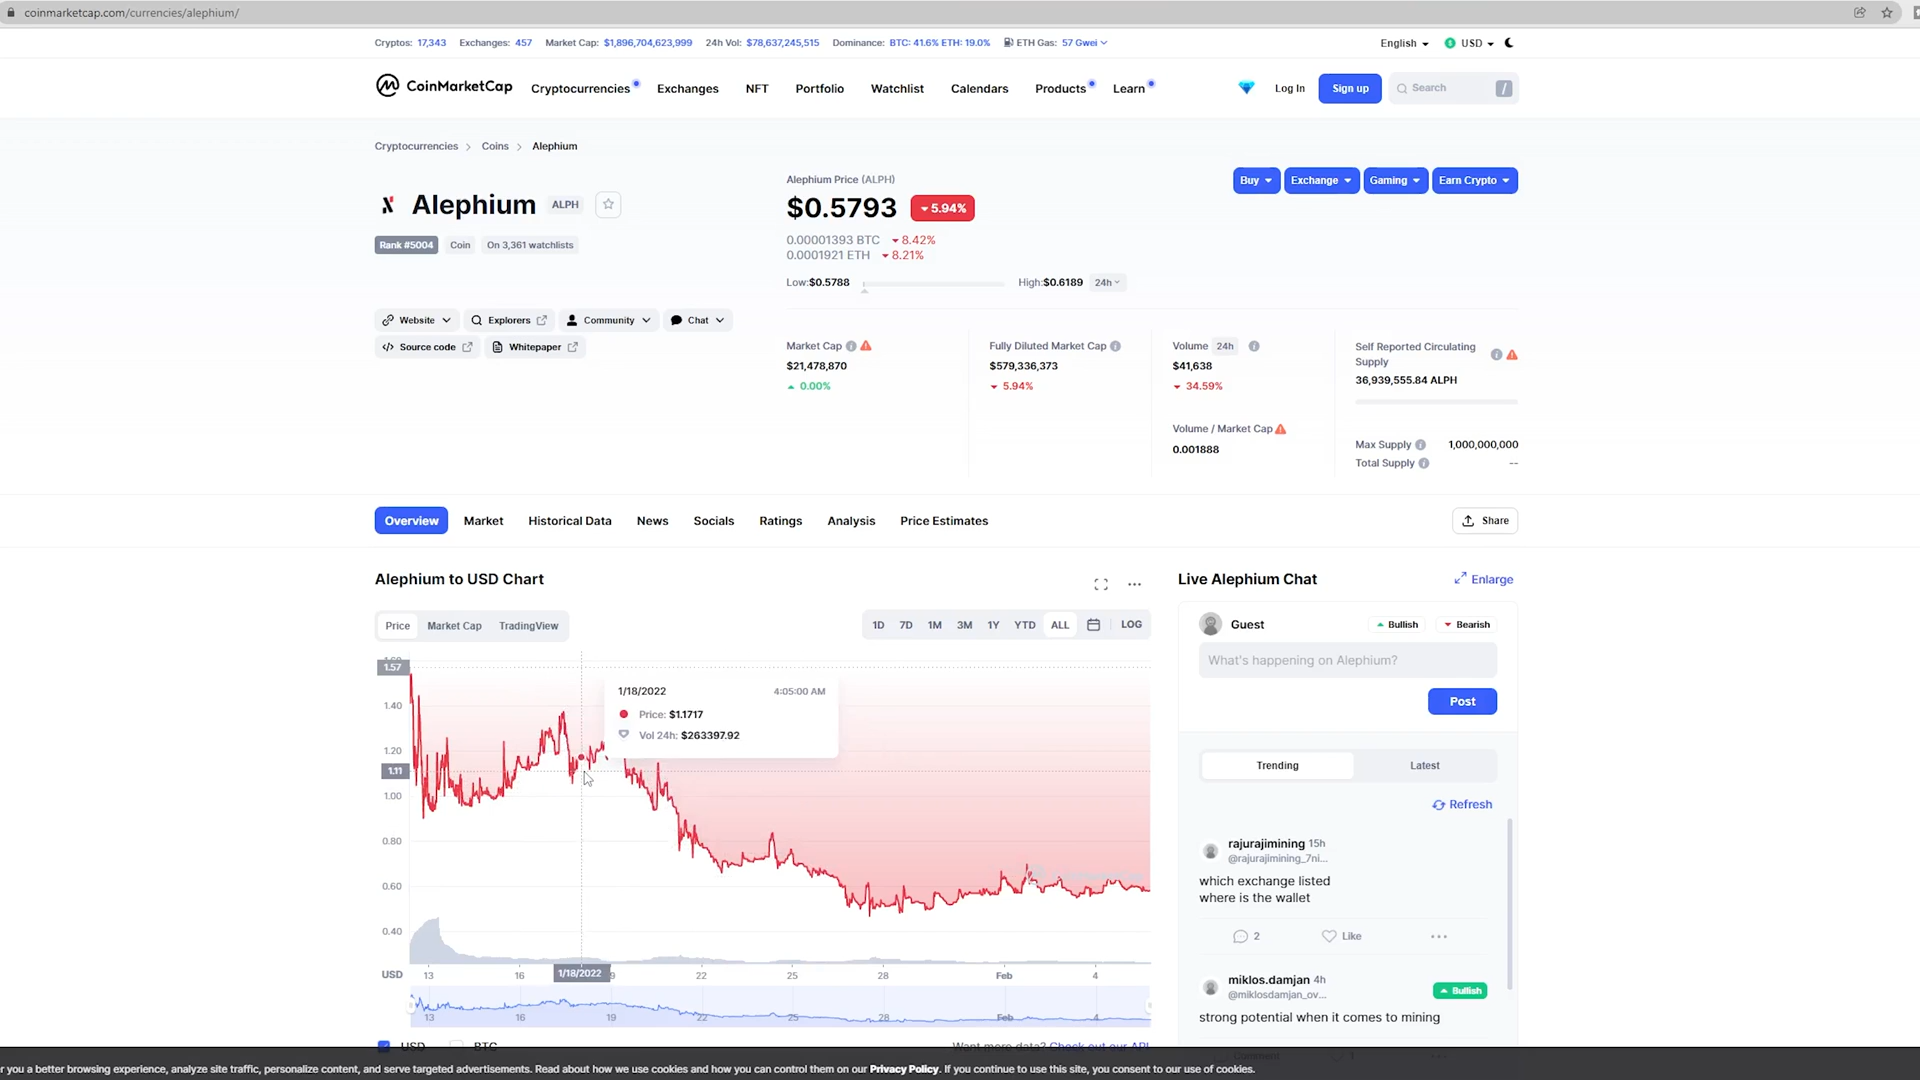 coinmarketcap.com/currencies/alephium/
Cryptos: 17,343 Exchanges: 457 Market Cap: $1,896,704,623,999 24h Vol: $78,637,245,515 Dominance: BTC: 41.6% ETH: 19.0% ETH Gas: 57 Gwei
English USD
CoinMarketCap Cryptocurrencies Exchanges NFT Portfolio Watchlist Calendars Products Learn Log In Sign up Search /
Cryptocurrencies > Coins > Alephium
Alephium ALPH
Rank #5004 Coin On 3,361 watchlists
Website Explorers Community Chat
Source code Whitepaper
Alephium Price (ALPH)
$0.5793 5.94%
0.00001393 BTC 8.42%
0.0001921 ETH 8.21%
Low:$0.5788 High:$0.6189 24h
Buy Exchange Gaming Earn Crypto
Market Cap
$21,478,870
0.00%
Fully Diluted Market Cap
$579,336,373
5.94%
Volume 24h
$41,638
34.59%
Volume / Market Cap
0.001888
Self Reported Circulating
Supply
36,939,555.84 ALPH
Max Supply 1,000,000,000
Total Supply --
Overview Market Historical Data News Socials Ratings Analysis Price Estimates Share
Alephium to USD Chart
Price Market Cap TradingView 1D 7D 1M 3M 1Y YTD ALL LOG
1.57
1.40
1.20
1.11
1.00
0.80
0.60
0.40
1/18/2022 4:05:00 AM
Price: $1.1717
Vol 24h: $263397.92
USD 13 16 1/18/2022 9 22 25 28 Feb 4
13 16 19 22 25 28 Feb 4
USD BTC Want more data? Check out our API
Live Alephium Chat Enlarge
Guest Bullish Bearish
What's happening on Alephium?
Post
Trending Latest
Refresh
rajurajimining 15h
@rajurajimining_7ni...
which exchange listed
where is the wallet
2 Like
miklos.damjan 4h
@miklosdamjan_ov...
Bullish
strong potential when it comes to mining
r you a better browsing experience, analyze site traffic, personalize content, and serve targeted advertisements. Read about how we use cookies and how you can control them on our Privacy Policy. If you continue to use this site, you consent to our use of cookies.